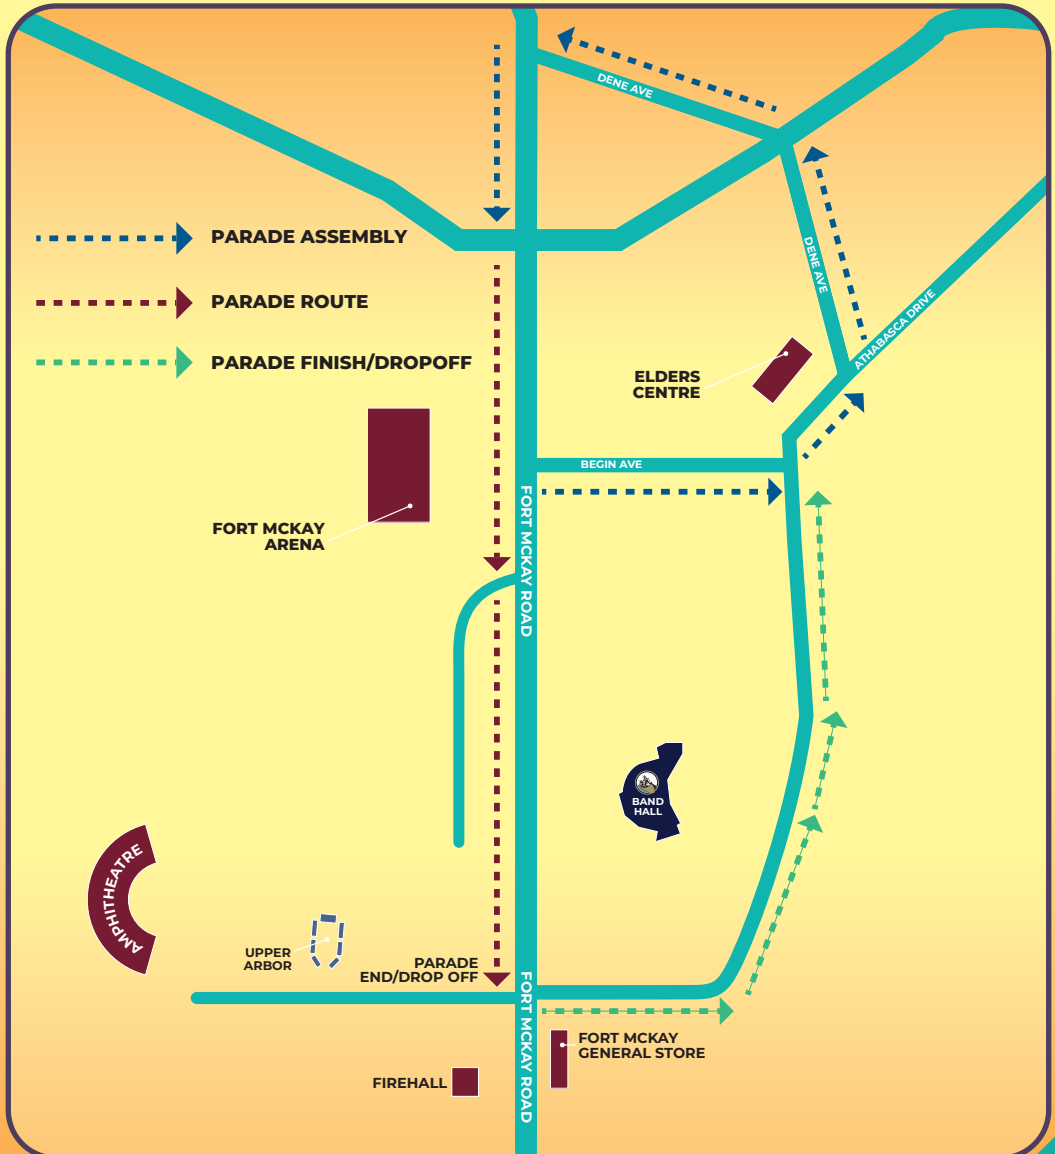 DENE AVE
PARADE ASSEMBLY
DENE AVE
PARADE ROUTE
ATHABASCA DRIVE
PARADE FINISH/DROPOFF
ELDERS
CENTRE
BEGIN AVE
FORT MCKAY ROAD
FORT MCKAY
ARENA
BAND
HALL
AMPHITHEATRE
UPPER
ARBOR
PARADE
END/DROP OFF
FORT MCKAY ROAD
FORT MCKAY
GENERAL STORE
FIREHALL